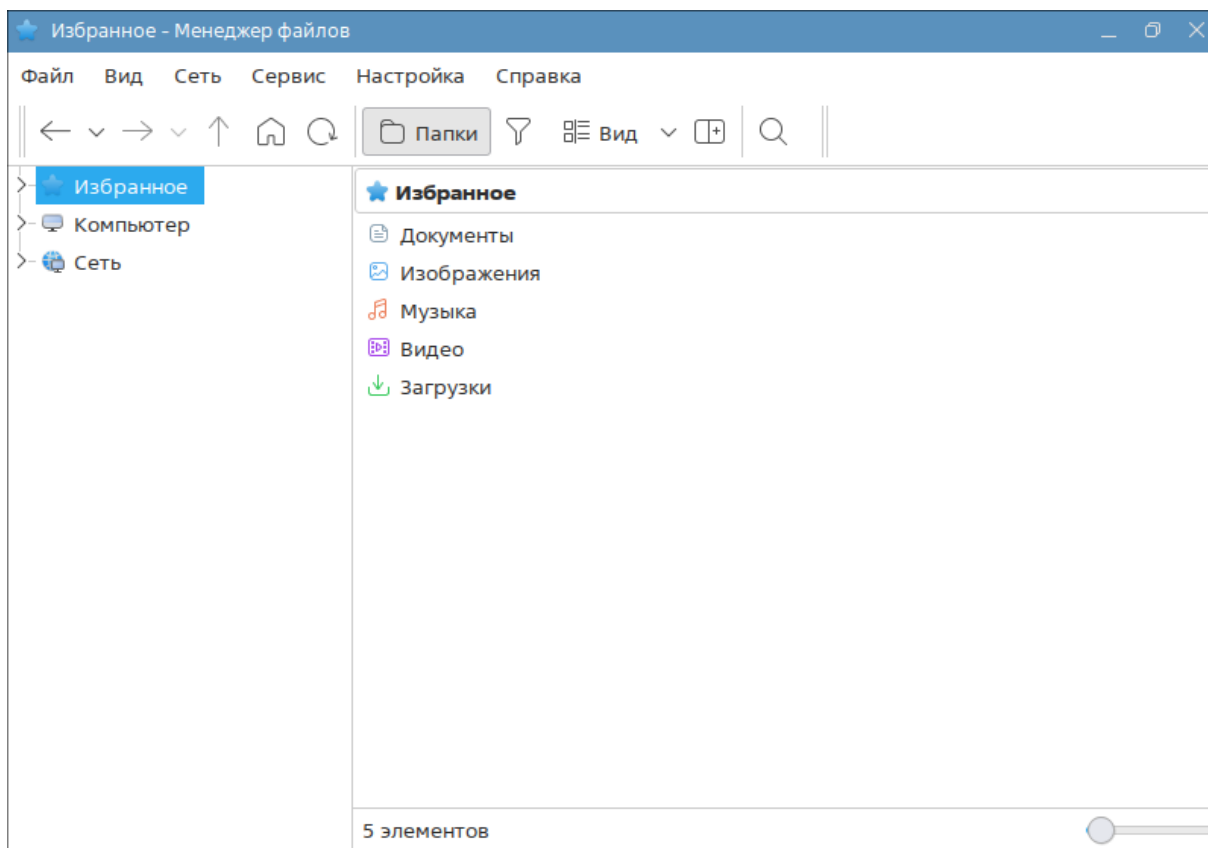 Избранное - Менеджер файлов
Файл Вид Сеть Сервис Настройка Справка
Папки Вид
Избранное
Компьютер
Сеть
Избранное
Документы
Изображения
Музыка
Видео
Загрузки
5 элементов